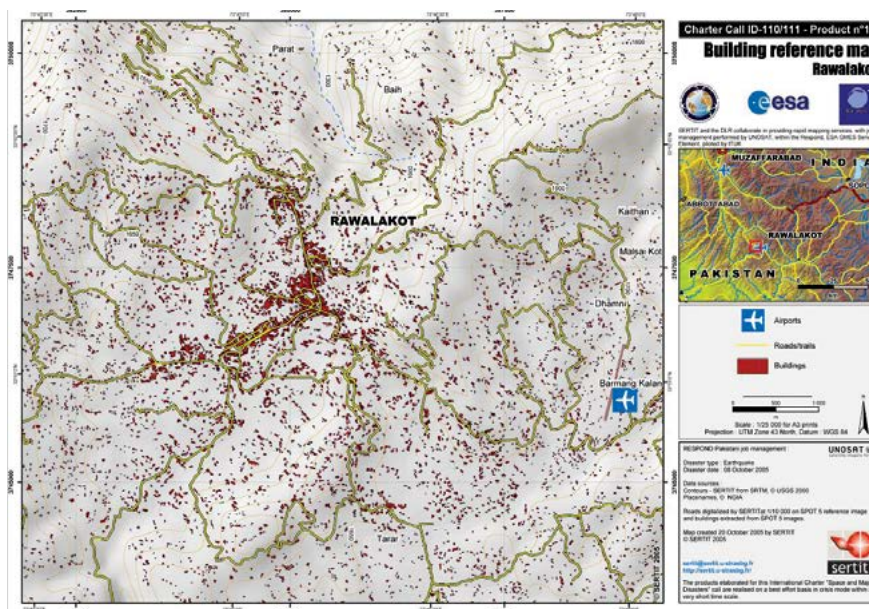 Charter Call ID-110/111 - Product n°1
Building reference ma
Rawalako
esa
SERTIT and the DLR collaborate in providing rapid mapping services, with
management performed by UNOSAT, within the Respond, ESA GMES
Element, piloted by
MUZAFFARABAD
INDIA
SOPO
ABBOTTABAD
RAWALAKOT
PAKISTAN
Airports
Roads/trails
Buildings
0 500 1 000
m
Scale : 1/25 000 for A3 prints
Projection : UTM Zone 43 North, Datum : WGS 84
RESPOND Pakistan job management
UNOSAT
Disaster type : Earthquake
Disaster date : 08 October 2005
Data sources
Contours - SERTIT from SRTM, © USGS 2000
Placenames, © NGIA
Roads digitalized by SERTIT at 1/10 000 on SPOT 5 reference image
and buildings extracted from SPOT 5 images.
Map created 20 October 2005 by SERTIT
© SERTIT 2005
sertit@sertit.u-strasbg.fr
http://sertit.u-strasbg.fr/
sertit
The products elaborated for this International Charter "Space and Maj
Disasters" call are realised on a best effort basis in crisis mode within
very short time scale.
Parat
Baih
RAWALAKOT
Kaithan
Malsai Kot
Dhamni
Barmang Kalan
Tarar
© SERTIT 2005